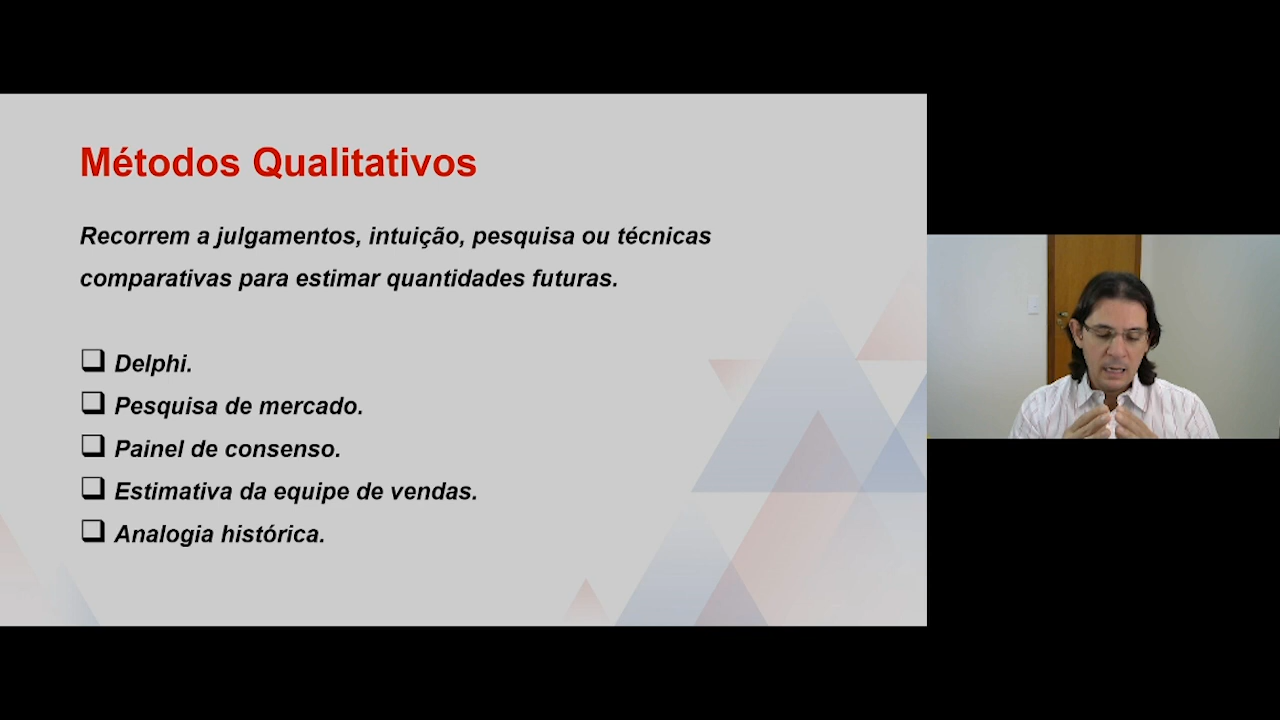 Métodos Qualitativos
Recorrem a julgamentos, intuição, pesquisa ou técnicas
comparativas para estimar quantidades futuras.
Delphi.
Pesquisa de mercado.
Painel de consenso.
Estimativa da equipe de vendas.
Analogia histórica.